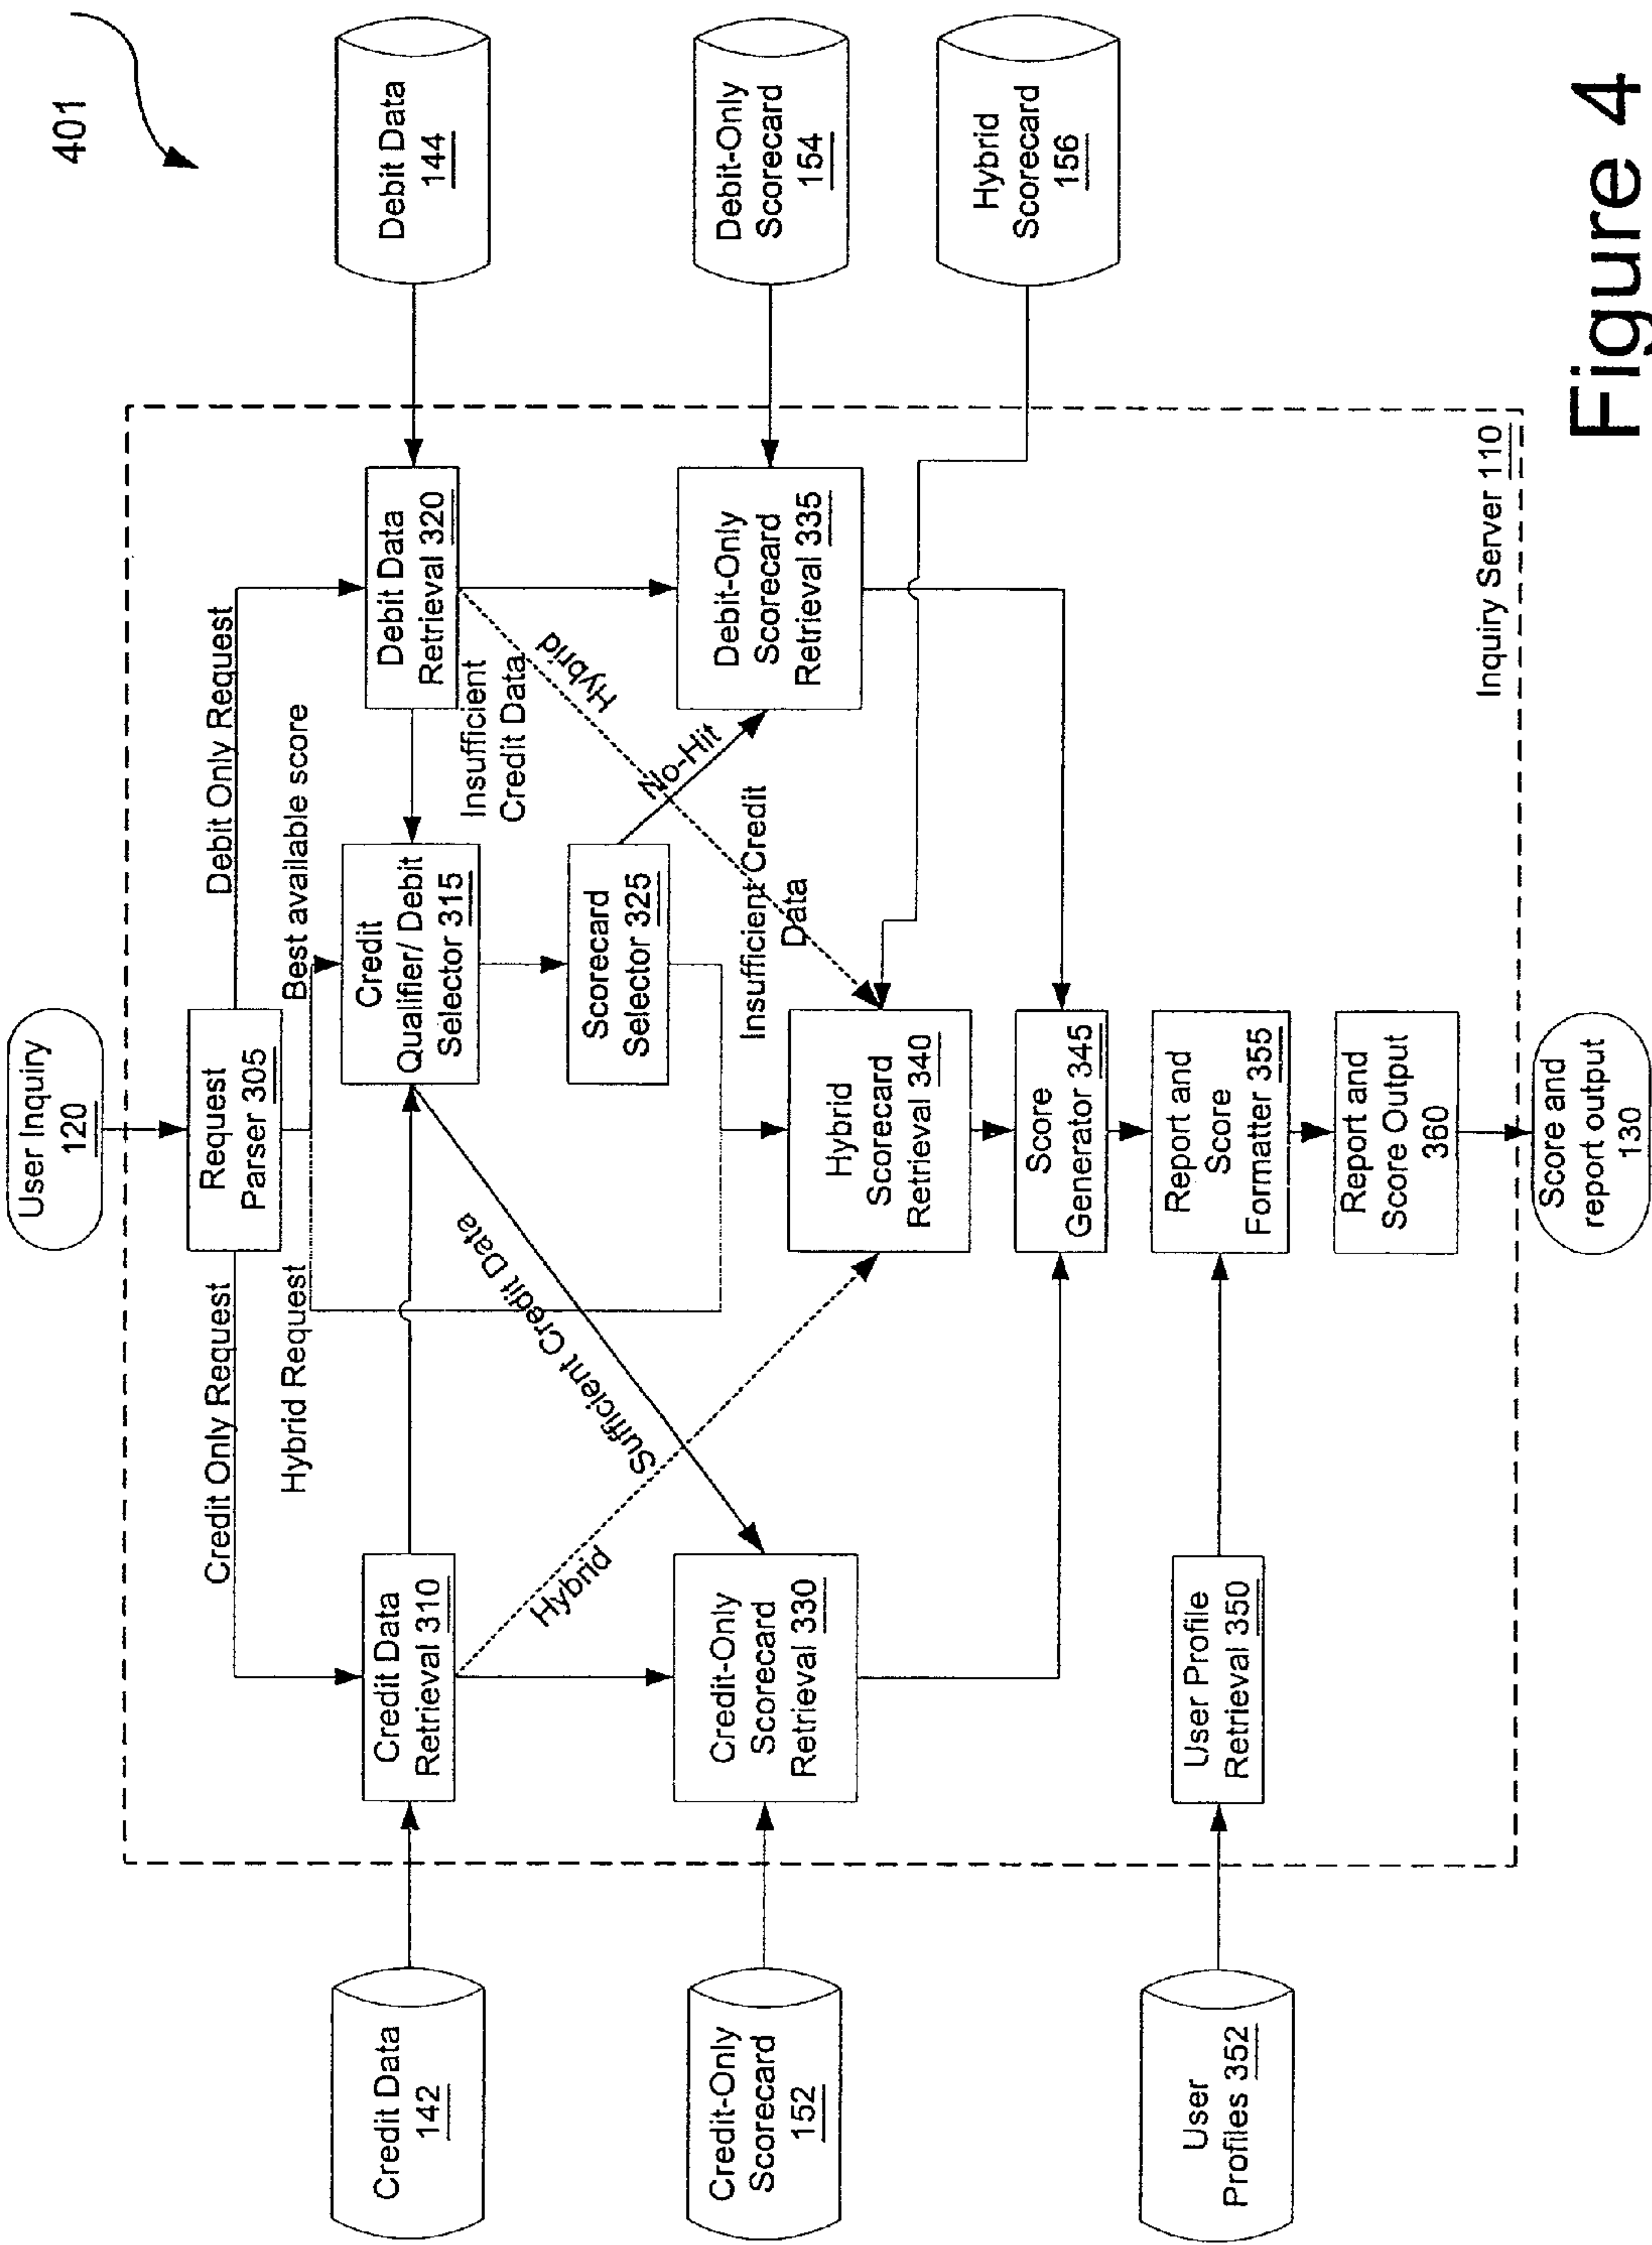 401
User Inquiry
120
Request
Parser 305
Credit Only Request
Debit Only Request
Hybrid Request
Best available score
Credit Data
142
Credit Data
Retrieval 310
Credit
Qualifier/ Debit
Selector 315
Debit Data
Retrieval 320
Debit Data
144
Insufficient
Credit Data
Sufficient Credit Data
Scorecard
Selector 325
No-Hit
Hybrid
Hybrid
Insufficient Credit
Data
Credit-Only
Scorecard
152
Credit-Only
Scorecard
Retrieval 330
Debit-Only
Scorecard
Retrieval 335
Debit-Only
Scorecard
154
Hybrid
Scorecard
Retrieval 340
Hybrid
Scorecard
156
Score
Generator 345
User
Profiles 352
User Profile
Retrieval 350
Report and
Score
Formatter 355
Report and
Score Output
360
Inquiry Server 110
Score and
report output
130
Figure 4